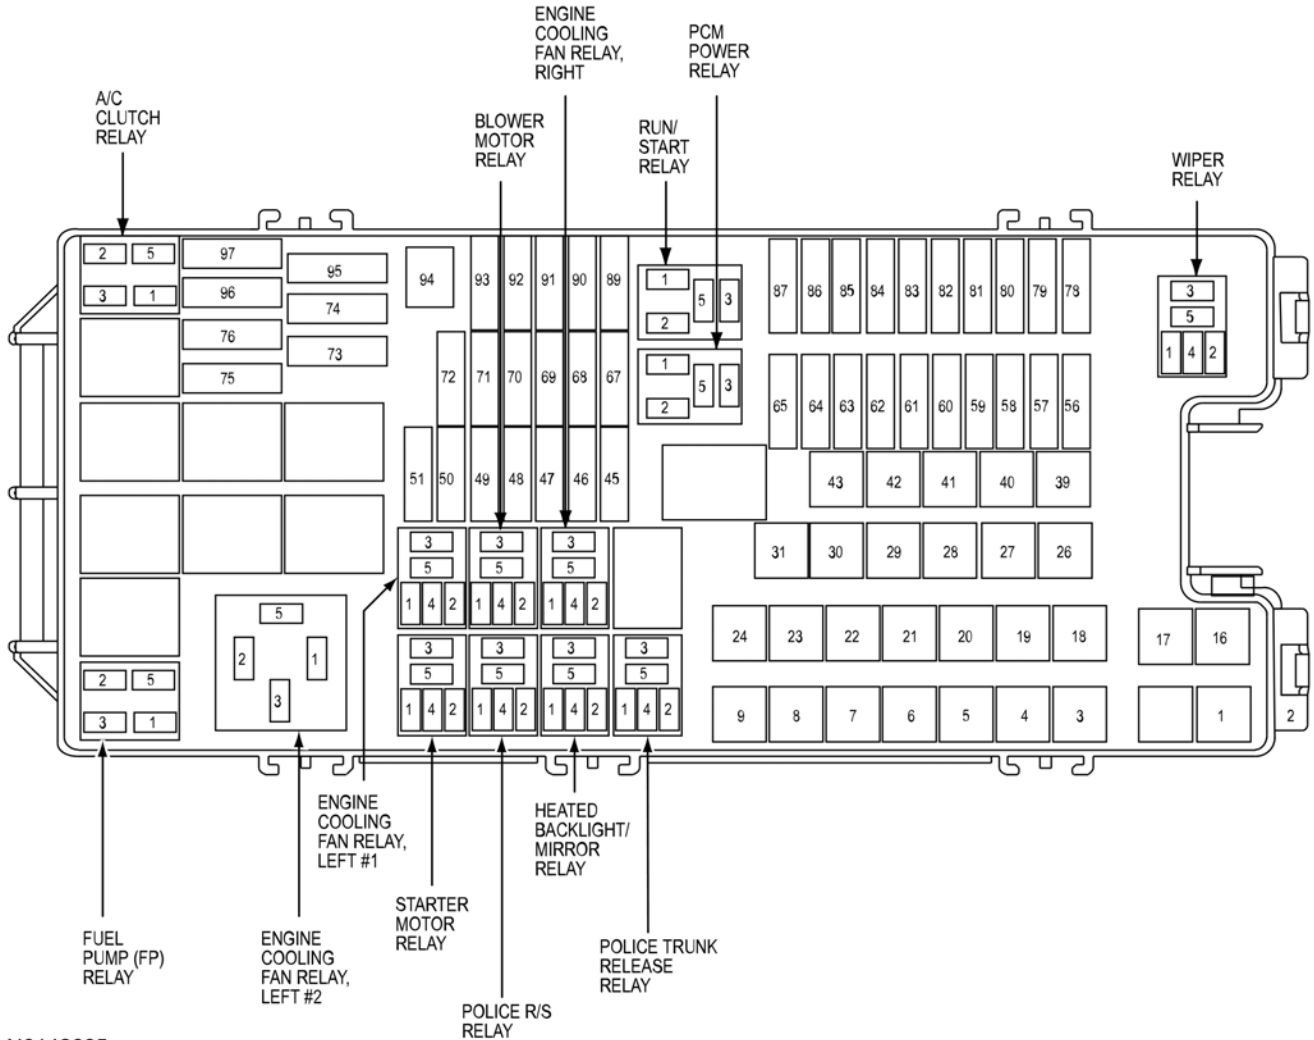 ENGINE
COOLING
FAN RELAY,
RIGHT
PCM
POWER
RELAY
A/C
CLUTCH
RELAY
BLOWER
MOTOR
RELAY
RUN/
START
RELAY
WIPER
RELAY
2 5
3 1
97
96
76
75
95
74
73
94
93 92 91 90 89
72 71 70 69 68 67
51 50 49 48 47 46 45
1
2
5 3
1
2
5 3
87 86 85 84 83 82 81 80 79 78
65 64 63 62 61 60 59 58 57 56
3
5
1 4 2
43 42 41 40 39
31 30 29 28 27 26
24 23 22 21 20 19 18 17 16
9 8 7 6 5 4 3 1 2
3 3 3
5 5 5
1 4 2 1 4 2 1 4 2
3 3 3 3
5 5 5 5
1 4 2 1 4 2 1 4 2 1 4 2
5
2 1
3
2 5
3 1
ENGINE
COOLING
FAN RELAY,
LEFT #1
HEATED
BACKLIGHT/
MIRROR
RELAY
STARTER
MOTOR
RELAY
FUEL
PUMP (FP)
RELAY
ENGINE
COOLING
FAN RELAY,
LEFT #2
POLICE TRUNK
RELEASE
RELAY
POLICE R/S
RELAY